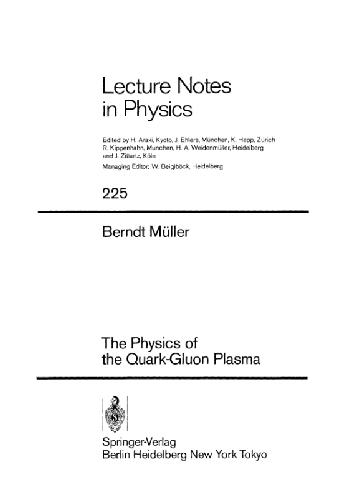 Lecture Notes
in Physics
Edited by H. Araki, Kyoto, J. Ehlers, München, K. Hepp, Zürich
R. Kippenhahn, München, H. A. Weidenmüller, Heidelberg
and J. Zittartz, Köln
Managing Editor: W. Beiglböck, Heidelberg
225
Berndt Müller
The Physics of
the Quark-Gluon Plasma
Springer-Verlag
Berlin Heidelberg New York Tokyo